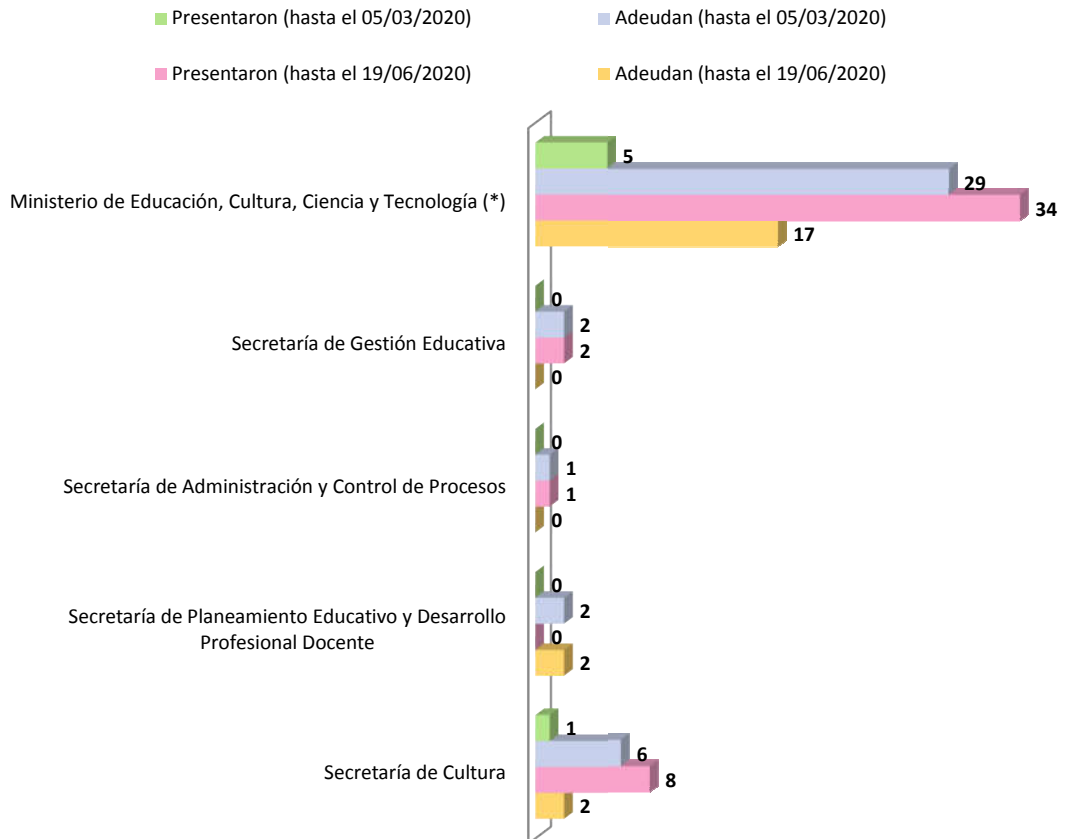 Presentaron (hasta el 05/03/2020)
Adeudan (hasta el 05/03/2020)
Presentaron (hasta el 19/06/2020)
Adeudan (hasta el 19/06/2020)
Ministerio de Educación, Cultura, Ciencia y Tecnología (*)
5
29
34
17
Secretaría de Gestión Educativa
0
2
2
0
Secretaría de Administración y Control de Procesos
0
1
1
0
Secretaría de Planeamiento Educativo y Desarrollo
Profesional Docente
0
2
0
2
Secretaría de Cultura
1
6
8
2